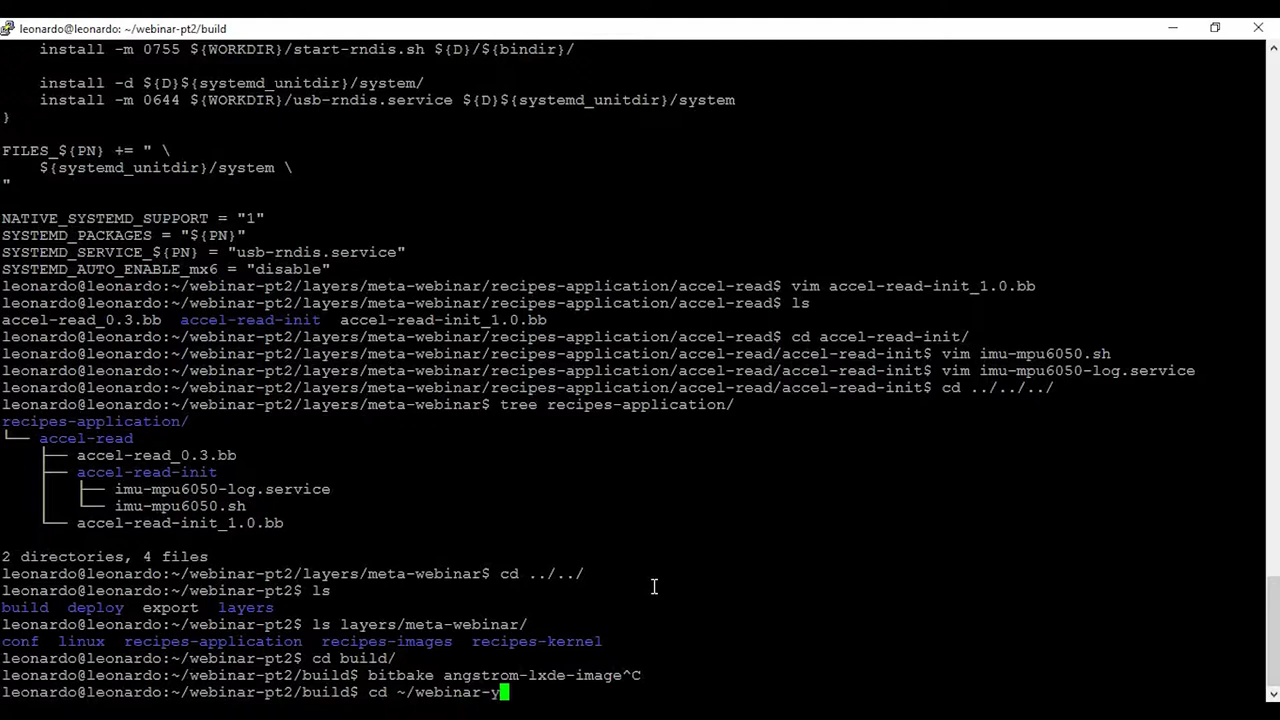 leonardo@leonardo: ~/webinar-pt2/build
    install -m 0755 ${WORKDIR}/start-rndis.sh ${D}/${bindir}/
    install -d ${D}${systemd_unitdir}/system/
    install -m 0644 ${WORKDIR}/usb-rndis.service ${D}${systemd_unitdir}/system
}
FILES_${PN} += " \
    ${systemd_unitdir}/system \
"
NATIVE_SYSTEMD_SUPPORT = "1"
SYSTEMD_PACKAGES = "${PN}"
SYSTEMD_SERVICE_${PN} = "usb-rndis.service"
SYSTEMD_AUTO_ENABLE_mx6 = "disable"
leonardo@leonardo:~/webinar-pt2/layers/meta-webinar/recipes-application/accel-read$ vim accel-read-init_1.0.bb
leonardo@leonardo:~/webinar-pt2/layers/meta-webinar/recipes-application/accel-read$ ls
accel-read_0.3.bb  accel-read-init  accel-read-init_1.0.bb
leonardo@leonardo:~/webinar-pt2/layers/meta-webinar/recipes-application/accel-read$ cd accel-read-init/
leonardo@leonardo:~/webinar-pt2/layers/meta-webinar/recipes-application/accel-read/accel-read-init$ vim imu-mpu6050.sh
leonardo@leonardo:~/webinar-pt2/layers/meta-webinar/recipes-application/accel-read/accel-read-init$ vim imu-mpu6050-log.service
leonardo@leonardo:~/webinar-pt2/layers/meta-webinar/recipes-application/accel-read/accel-read-init$ cd ../../../
leonardo@leonardo:~/webinar-pt2/layers/meta-webinar$ tree recipes-application/
recipes-application/
└── accel-read
    ├── accel-read_0.3.bb
    ├── accel-read-init
    │   ├── imu-mpu6050-log.service
    │   └── imu-mpu6050.sh
    └── accel-read-init_1.0.bb
2 directories, 4 files
leonardo@leonardo:~/webinar-pt2/layers/meta-webinar$ cd ../../
leonardo@leonardo:~/webinar-pt2$ ls
build  deploy  export  layers
leonardo@leonardo:~/webinar-pt2$ ls layers/meta-webinar/
conf  linux  recipes-application  recipes-images  recipes-kernel
leonardo@leonardo:~/webinar-pt2$ cd build/
leonardo@leonardo:~/webinar-pt2/build$ bitbake angstrom-lxde-image^C
leonardo@leonardo:~/webinar-pt2/build$ cd ~/webinar-y